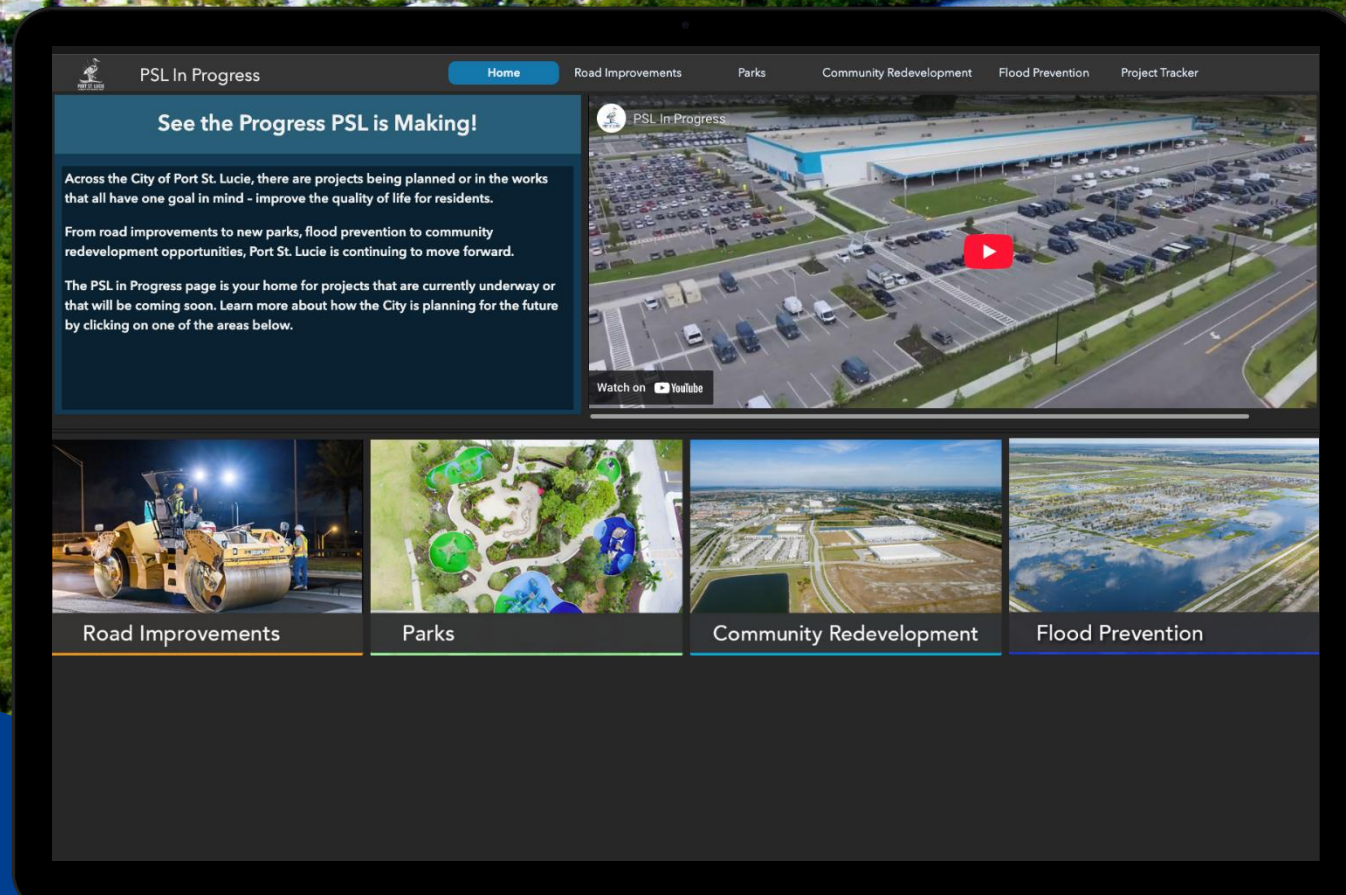 PORT ST. LUCIE
PSL In Progress
Home
Road Improvements
Parks
Community Redevelopment
Flood Prevention
Project Tracker
See the Progress PSL is Making!
Across the City of Port St. Lucie, there are projects being planned or in the works
that all have one goal in mind – improve the quality of life for residents.
From road improvements to new parks, flood prevention to community
redevelopment opportunities, Port St. Lucie is continuing to move forward.
The PSL in Progress page is your home for projects that are currently underway or
that will be coming soon. Learn more about how the City is planning for the future
by clicking on one of the areas below.
PSL In Progress
Watch on YouTube
Road Improvements
Parks
Community Redevelopment
Flood Prevention